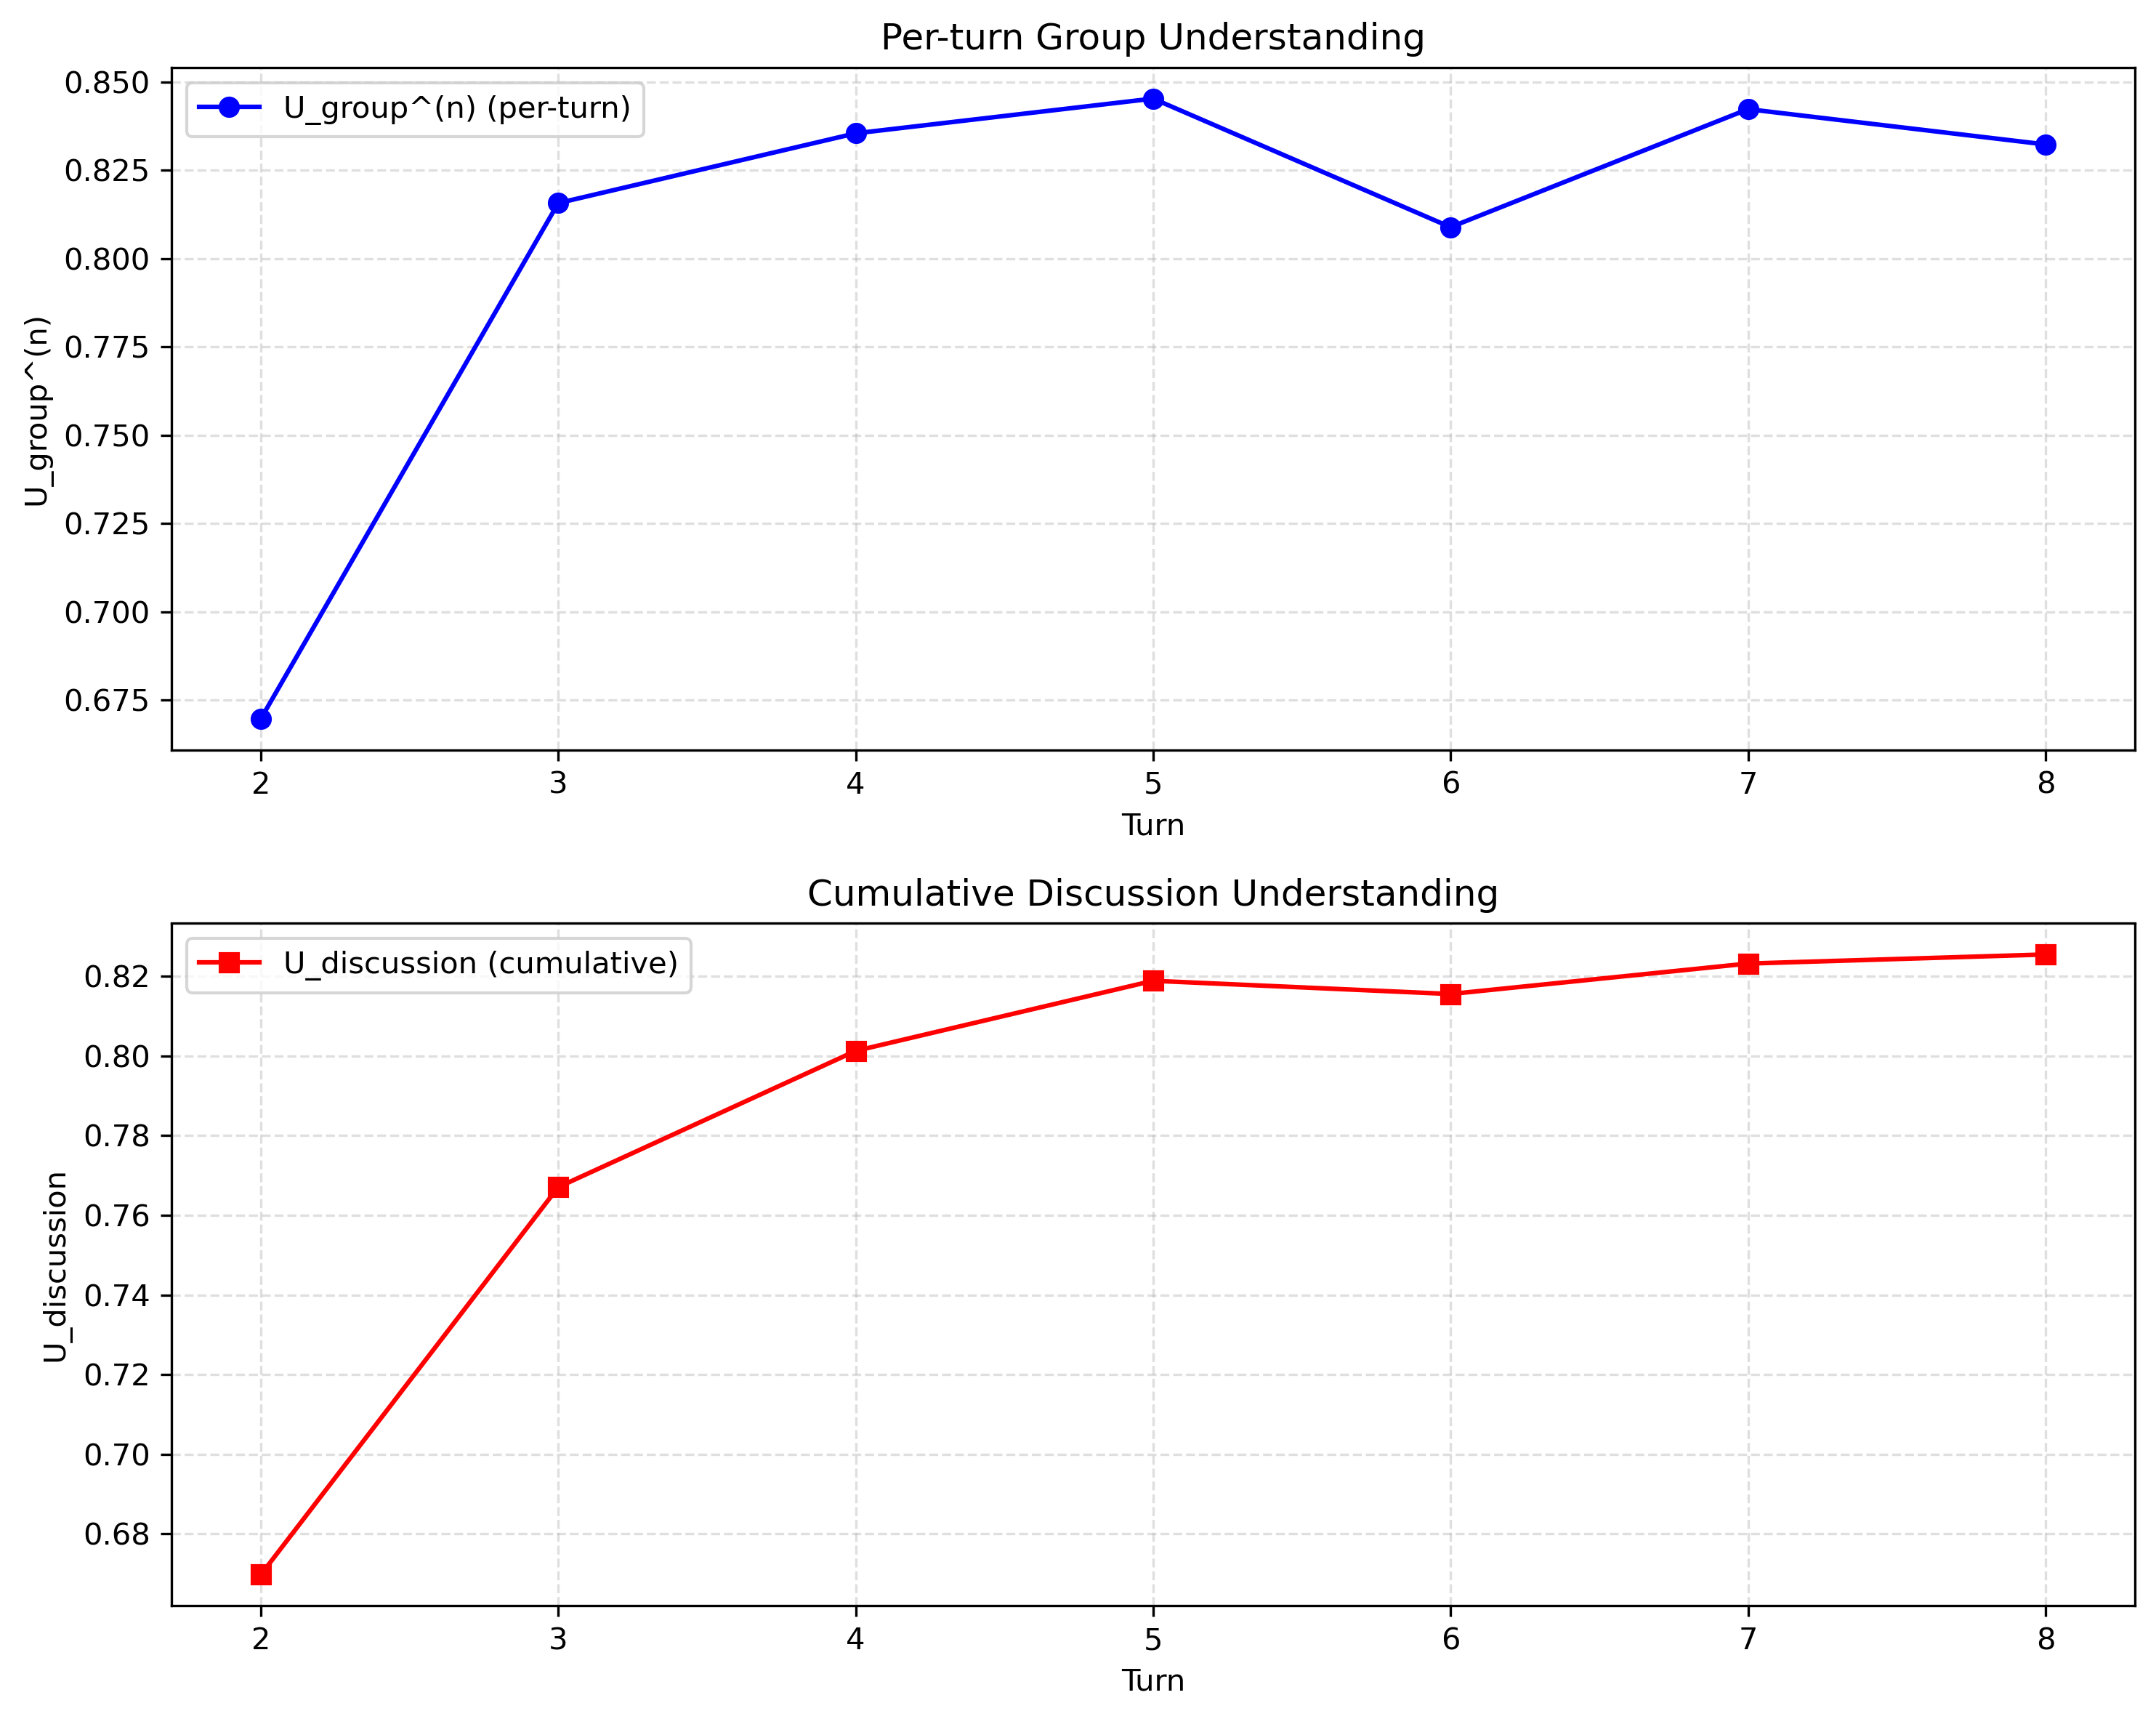 Per-turn Group Understanding
U_group^(n) (per-turn)
U_group^(n)
0.850
0.825
0.800
0.775
0.750
0.725
0.700
0.675
2 3 4 5 6 7 8
Turn
Cumulative Discussion Understanding
U_discussion (cumulative)
U_discussion
0.82
0.80
0.78
0.76
0.74
0.72
0.70
0.68
2 3 4 5 6 7 8
Turn